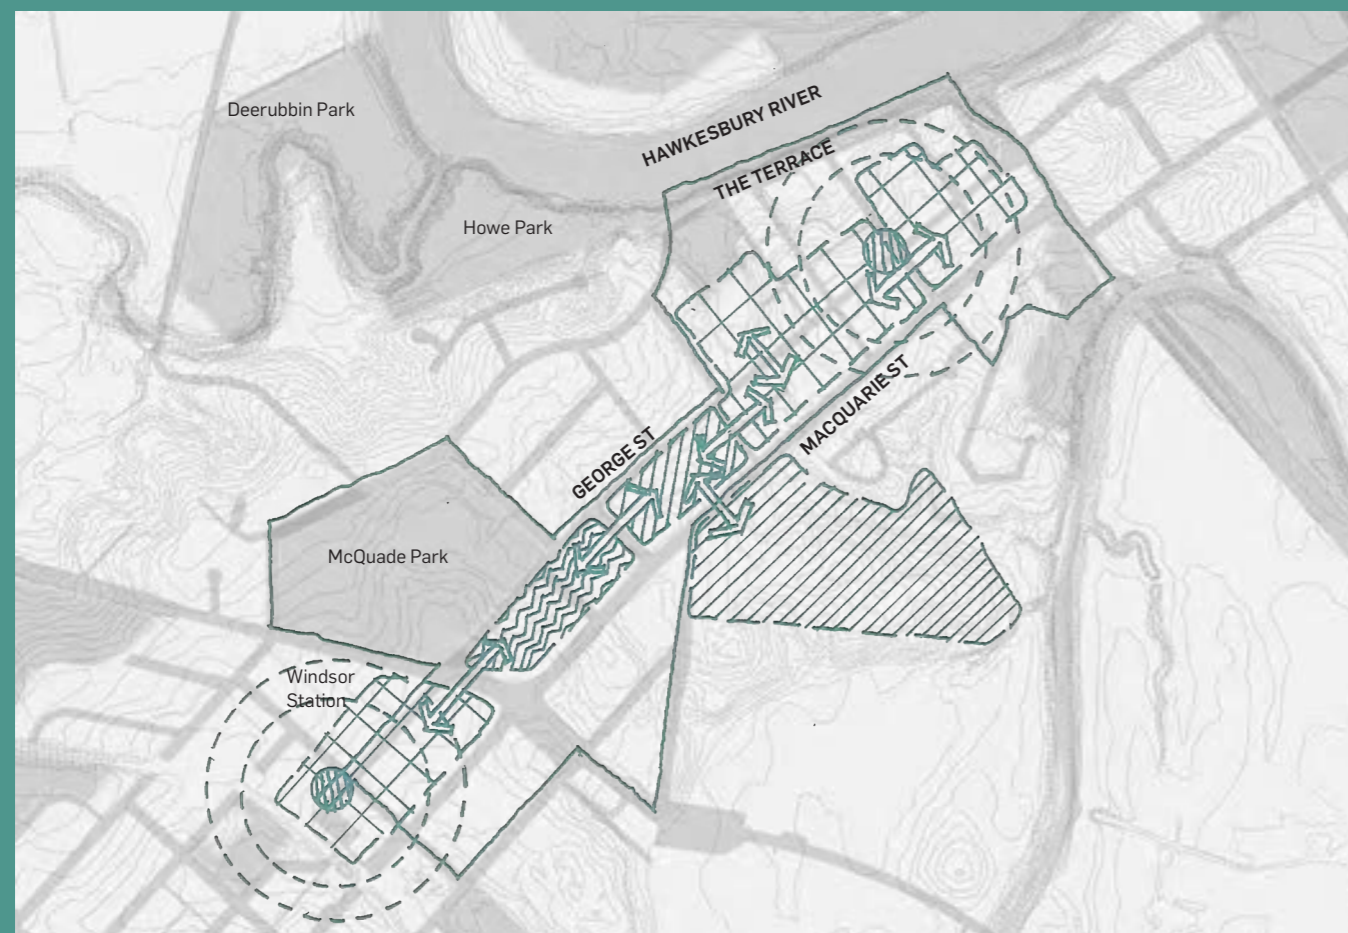 Deerubbin Park
HAWKESBURY RIVER
THE TERRACE
Howe Park
MACQUARIE ST
GEORGE ST
McQuade Park
Windsor
Station